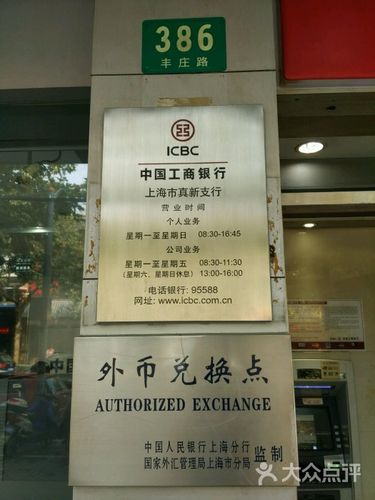 386
丰庄路
ICBC
中国工商银行
上海市真新支行
营业时间
个人业务
星期一至星期日 08:30-16:45
公司业务
星期一至星期五 08:30-11:30
(星期六、星期日休息) 13:00-16:00
电话银行: 95588
网址: www.icbc.com.cn
外币兑换点
AUTHORIZED EXCHANGE
中国人民银行上海分行
国家外汇管理局上海市分局
监制
大众点评